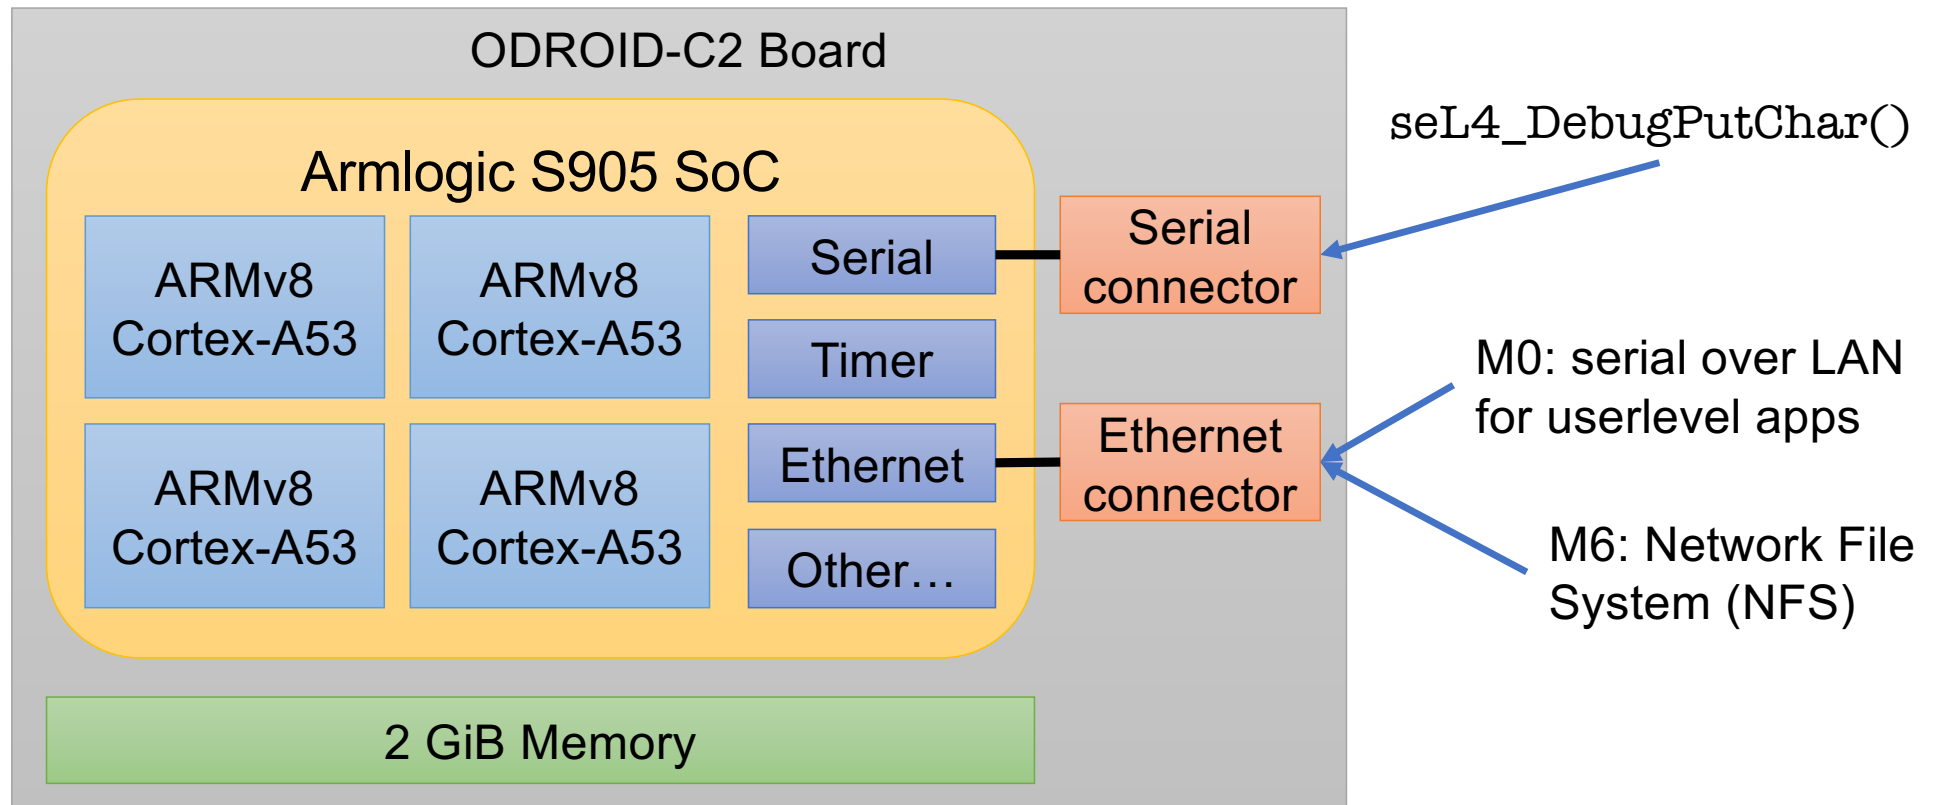 ODROID-C2 Board
Armlogic S905 SoC
ARMv8
Cortex-A53
ARMv8
Cortex-A53
ARMv8
Cortex-A53
ARMv8
Cortex-A53
Serial
Timer
Ethernet
Other…
Serial
connector
Ethernet
connector
2 GiB Memory
seL4_DebugPutChar()
M0: serial over LAN
for userlevel apps
M6: Network File
System (NFS)